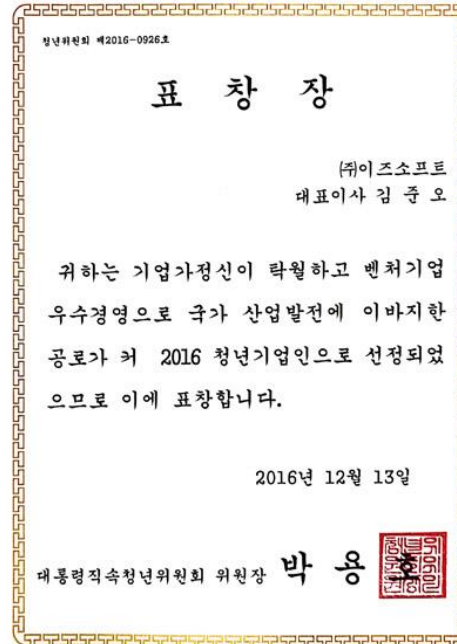 청년위원회 제2016-0926호
표 창 장
㈜이즈소프트
대표이사 김 준 오
귀하는 기업가정신이 탁월하고 벤처기업
우수경영으로 국가 산업발전에 이바지한
공로가 커 2016 청년기업인으로 선정되었
으므로 이에 표창합니다.
2016년 12월 13일
대통령직속청년위원회 위원장 박 용 호